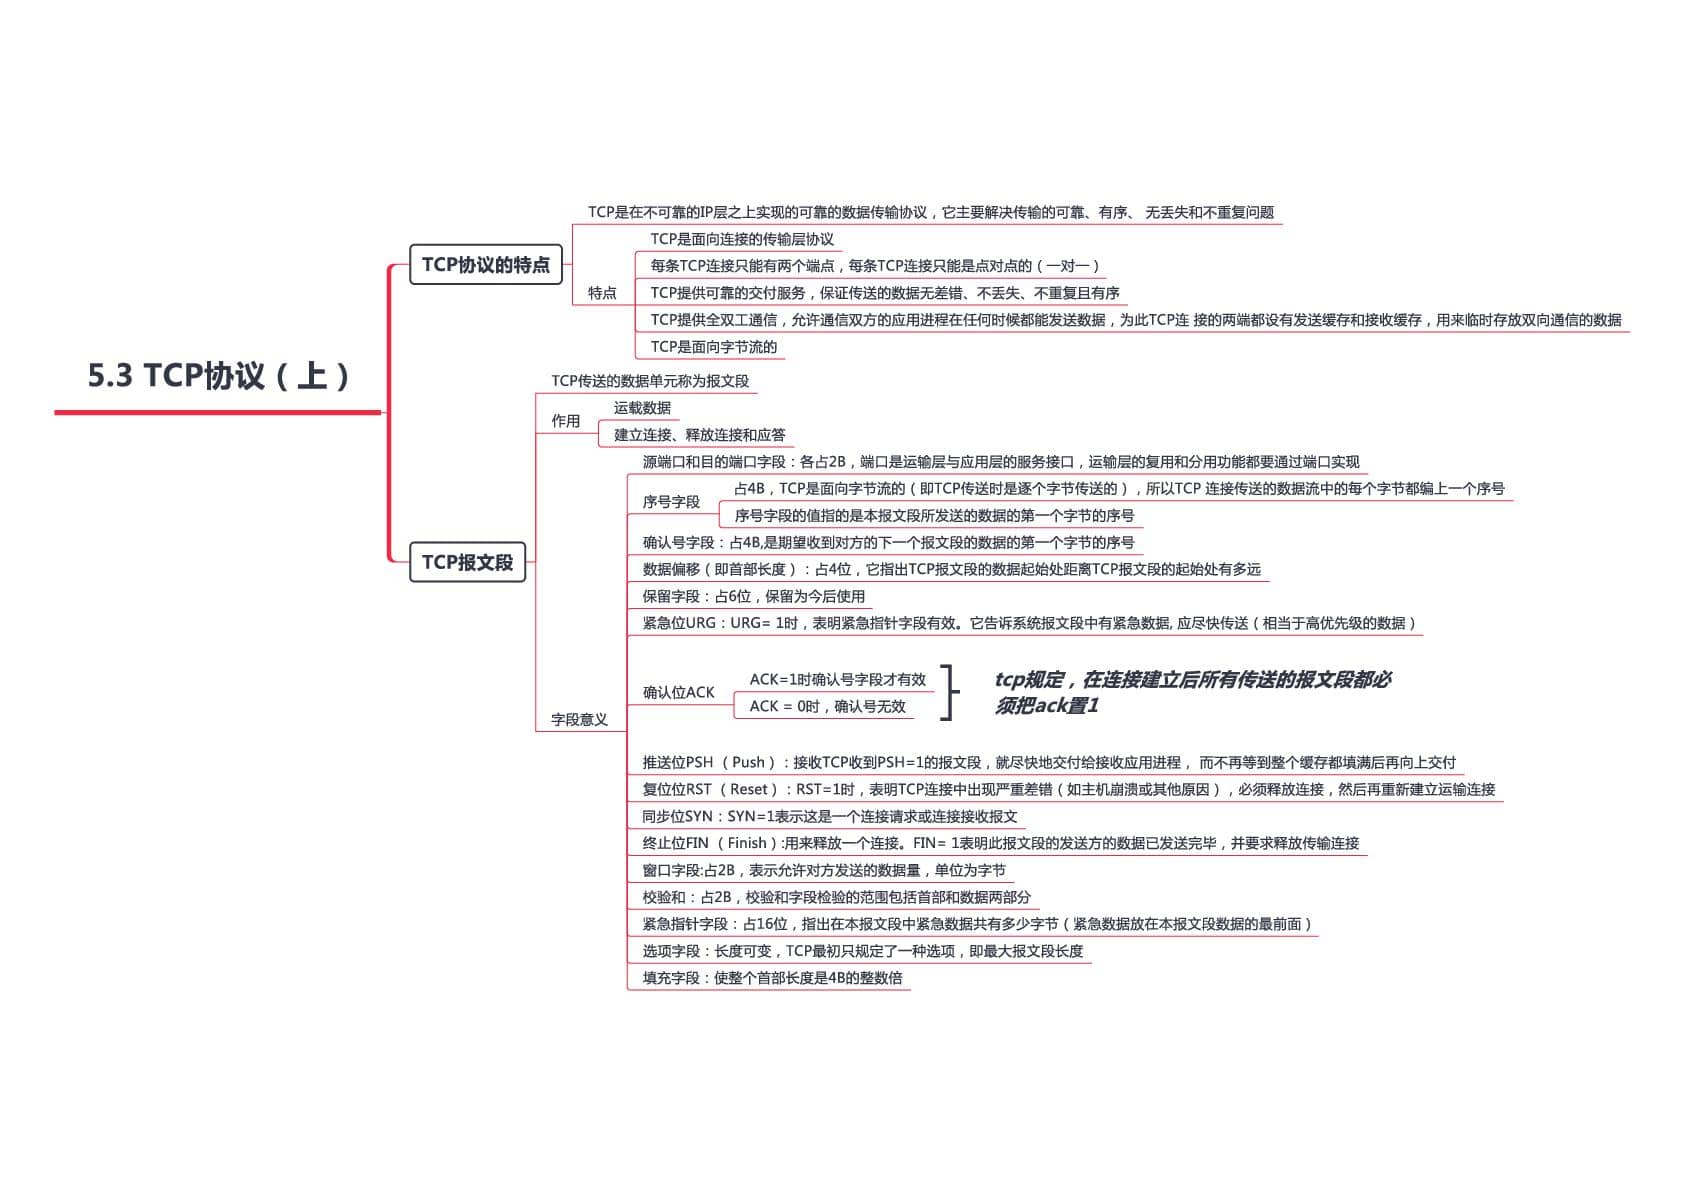 5.3 TCP协议（上）
TCP协议的特点
TCP是在不可靠的IP层之上实现的可靠的数据传输协议，它主要解决传输的可靠、有序、 无丢失和不重复问题
特点
TCP是面向连接的传输层协议
每条TCP连接只能有两个端点，每条TCP连接只能是点对点的（一对一）
TCP提供可靠的交付服务，保证传送的数据无差错、不丢失、不重复且有序
TCP提供全双工通信，允许通信双方的应用进程在任何时候都能发送数据，为此TCP连 接的两端都设有发送缓存和接收缓存，用来临时存放双向通信的数据
TCP是面向字节流的
TCP报文段
TCP传送的数据单元称为报文段
作用
运载数据
建立连接、释放连接和应答
字段意义
源端口和目的端口字段：各占2B，端口是运输层与应用层的服务接口，运输层的复用和分用功能都要通过端口实现
序号字段
占4B，TCP是面向字节流的（即TCP传送时是逐个字节传送的），所以TCP 连接传送的数据流中的每个字节都编上一个序号
序号字段的值指的是本报文段所发送的数据的第一个字节的序号
确认号字段：占4B,是期望收到对方的下一个报文段的数据的第一个字节的序号
数据偏移（即首部长度）：占4位，它指出TCP报文段的数据起始处距离TCP报文段的起始处有多远
保留字段：占6位，保留为今后使用
紧急位URG：URG= 1时，表明紧急指针字段有效。它告诉系统报文段中有紧急数据, 应尽快传送（相当于高优先级的数据）
确认位ACK
ACK=1时确认号字段才有效
ACK = 0时，确认号无效
tcp规定，在连接建立后所有传送的报文段都必
须把ack置1
推送位PSH （Push）：接收TCP收到PSH=1的报文段，就尽快地交付给接收应用进程， 而不再等到整个缓存都填满后再向上交付
复位位RST （Reset）：RST=1时，表明TCP连接中出现严重差错（如主机崩溃或其他原因），必须释放连接，然后再重新建立运输连接
同步位SYN：SYN=1表示这是一个连接请求或连接接收报文
终止位FIN （Finish）:用来释放一个连接。FIN= 1表明此报文段的发送方的数据已发送完毕，并要求释放传输连接
窗口字段:占2B，表示允许对方发送的数据量，单位为字节
校验和：占2B，校验和字段检验的范围包括首部和数据两部分
紧急指针字段：占16位，指出在本报文段中紧急数据共有多少字节（紧急数据放在本报文段数据的最前面）
选项字段：长度可变，TCP最初只规定了一种选项，即最大报文段长度
填充字段：使整个首部长度是4B的整数倍